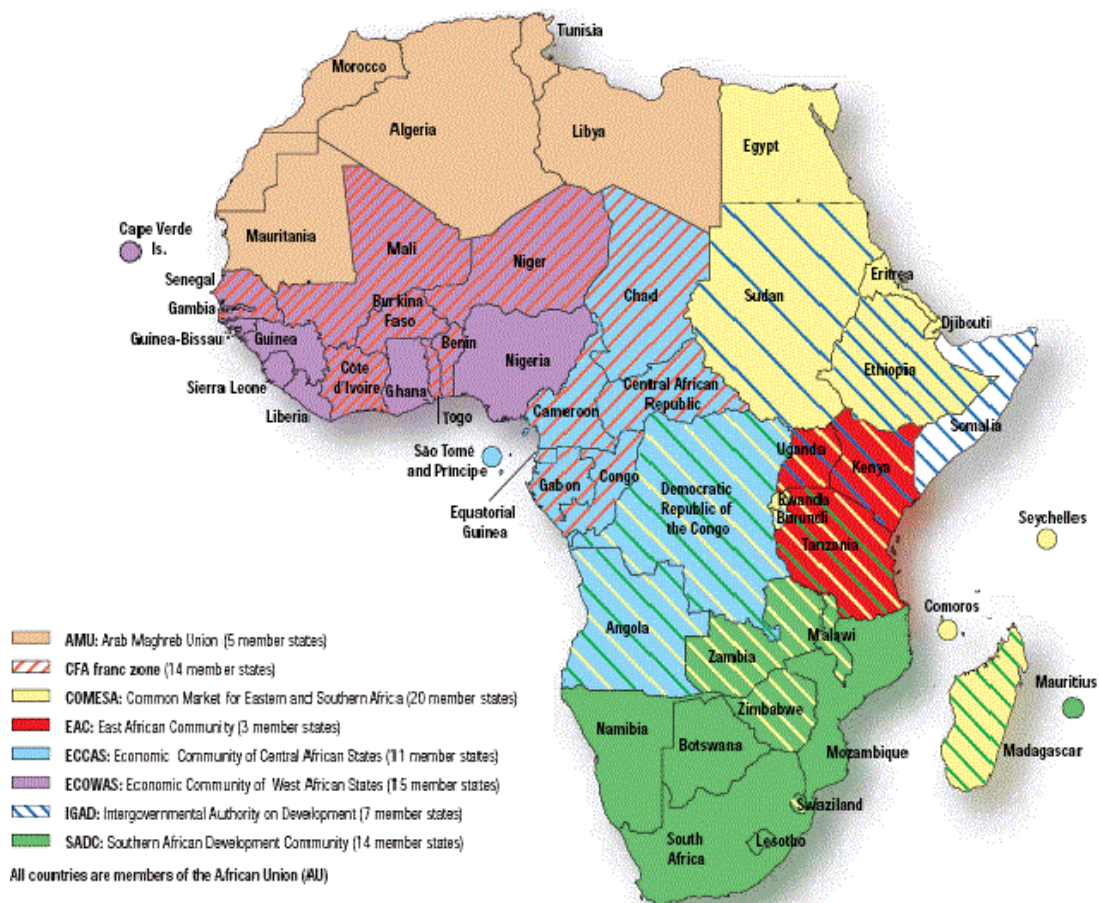 Tunisia
Morocco
Algeria
Libya
Egypt
Cape Verde
Is.
Mauritania
Mali
Niger
Senegal
Chad
Sudan
Eritrea
Gambia
Burkina
Faso
Djibouti
Guinea-Bissau
Guinea
Benin
Nigeria
Ethiopia
Côte
d'Ivoire
Ghana
Central African
Republic
Sierra Leone
Liberia
Togo
Cameroon
Somalia
São Tomé
and Principe
Uganda
Kenya
Gabon
Congo
Democratic
Republic of
the Congo
Rwanda
Burundi
Equatorial
Guinea
Tanzania
Seychelles
Comoros
Angola
Malawi
Zambia
Mauritius
Zimbabwe
Namibia
Botswana
Mozambique
Madagascar
Swaziland
South
Africa
Lesotho
AMU: Arab Maghreb Union (5 member states)
CFA franc zone (14 member states)
COMESA: Common Market for Eastern and Southern Africa (20 member states)
EAC: East African Community (3 member states)
ECCAS: Economic Community of Central African States (11 member states)
ECOWAS: Economic Community of West African States (15 member states)
IGAD: Intergovernmental Authority on Development (7 member states)
SADC: Southern African Development Community (14 member states)
All countries are members of the African Union (AU)